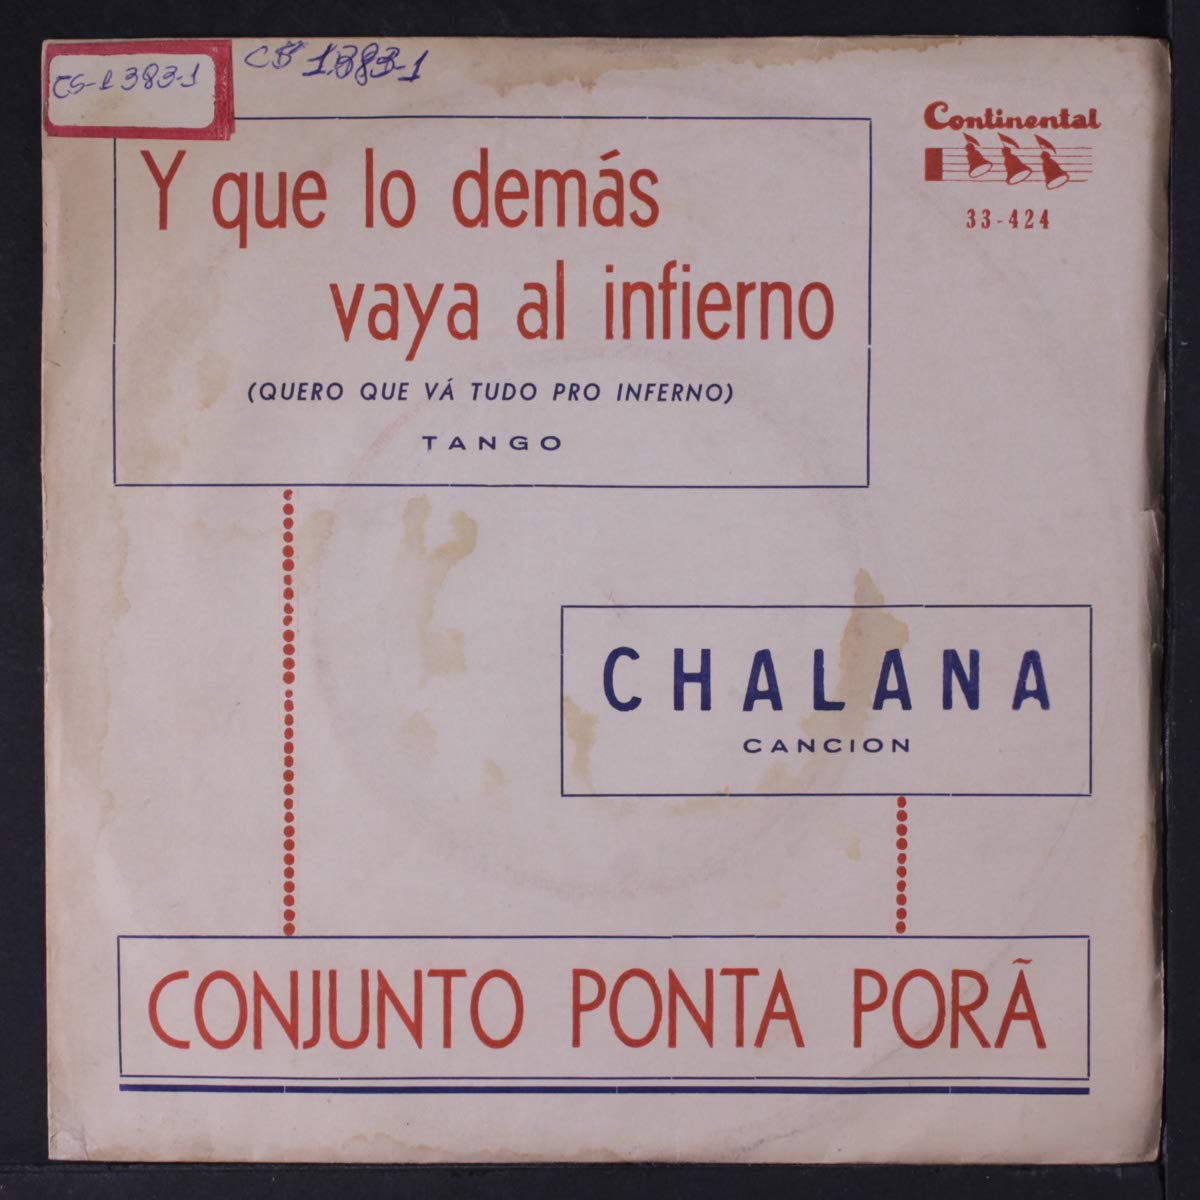 CS-1383-1
CS 1383-1
Continental
33-424
Y que lo demás
vaya al infierno
(QUERO QUE VÁ TUDO PRO INFERNO)
TANGO
CHALANA
CANCION
CONJUNTO PONTA PORÃ